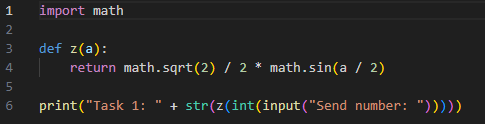 1 import math
2
3 def z(a):
4     return math.sqrt(2) / 2 * math.sin(a / 2)
5
6 print("Task 1: " + str(z(int(input("Send number: ")))))